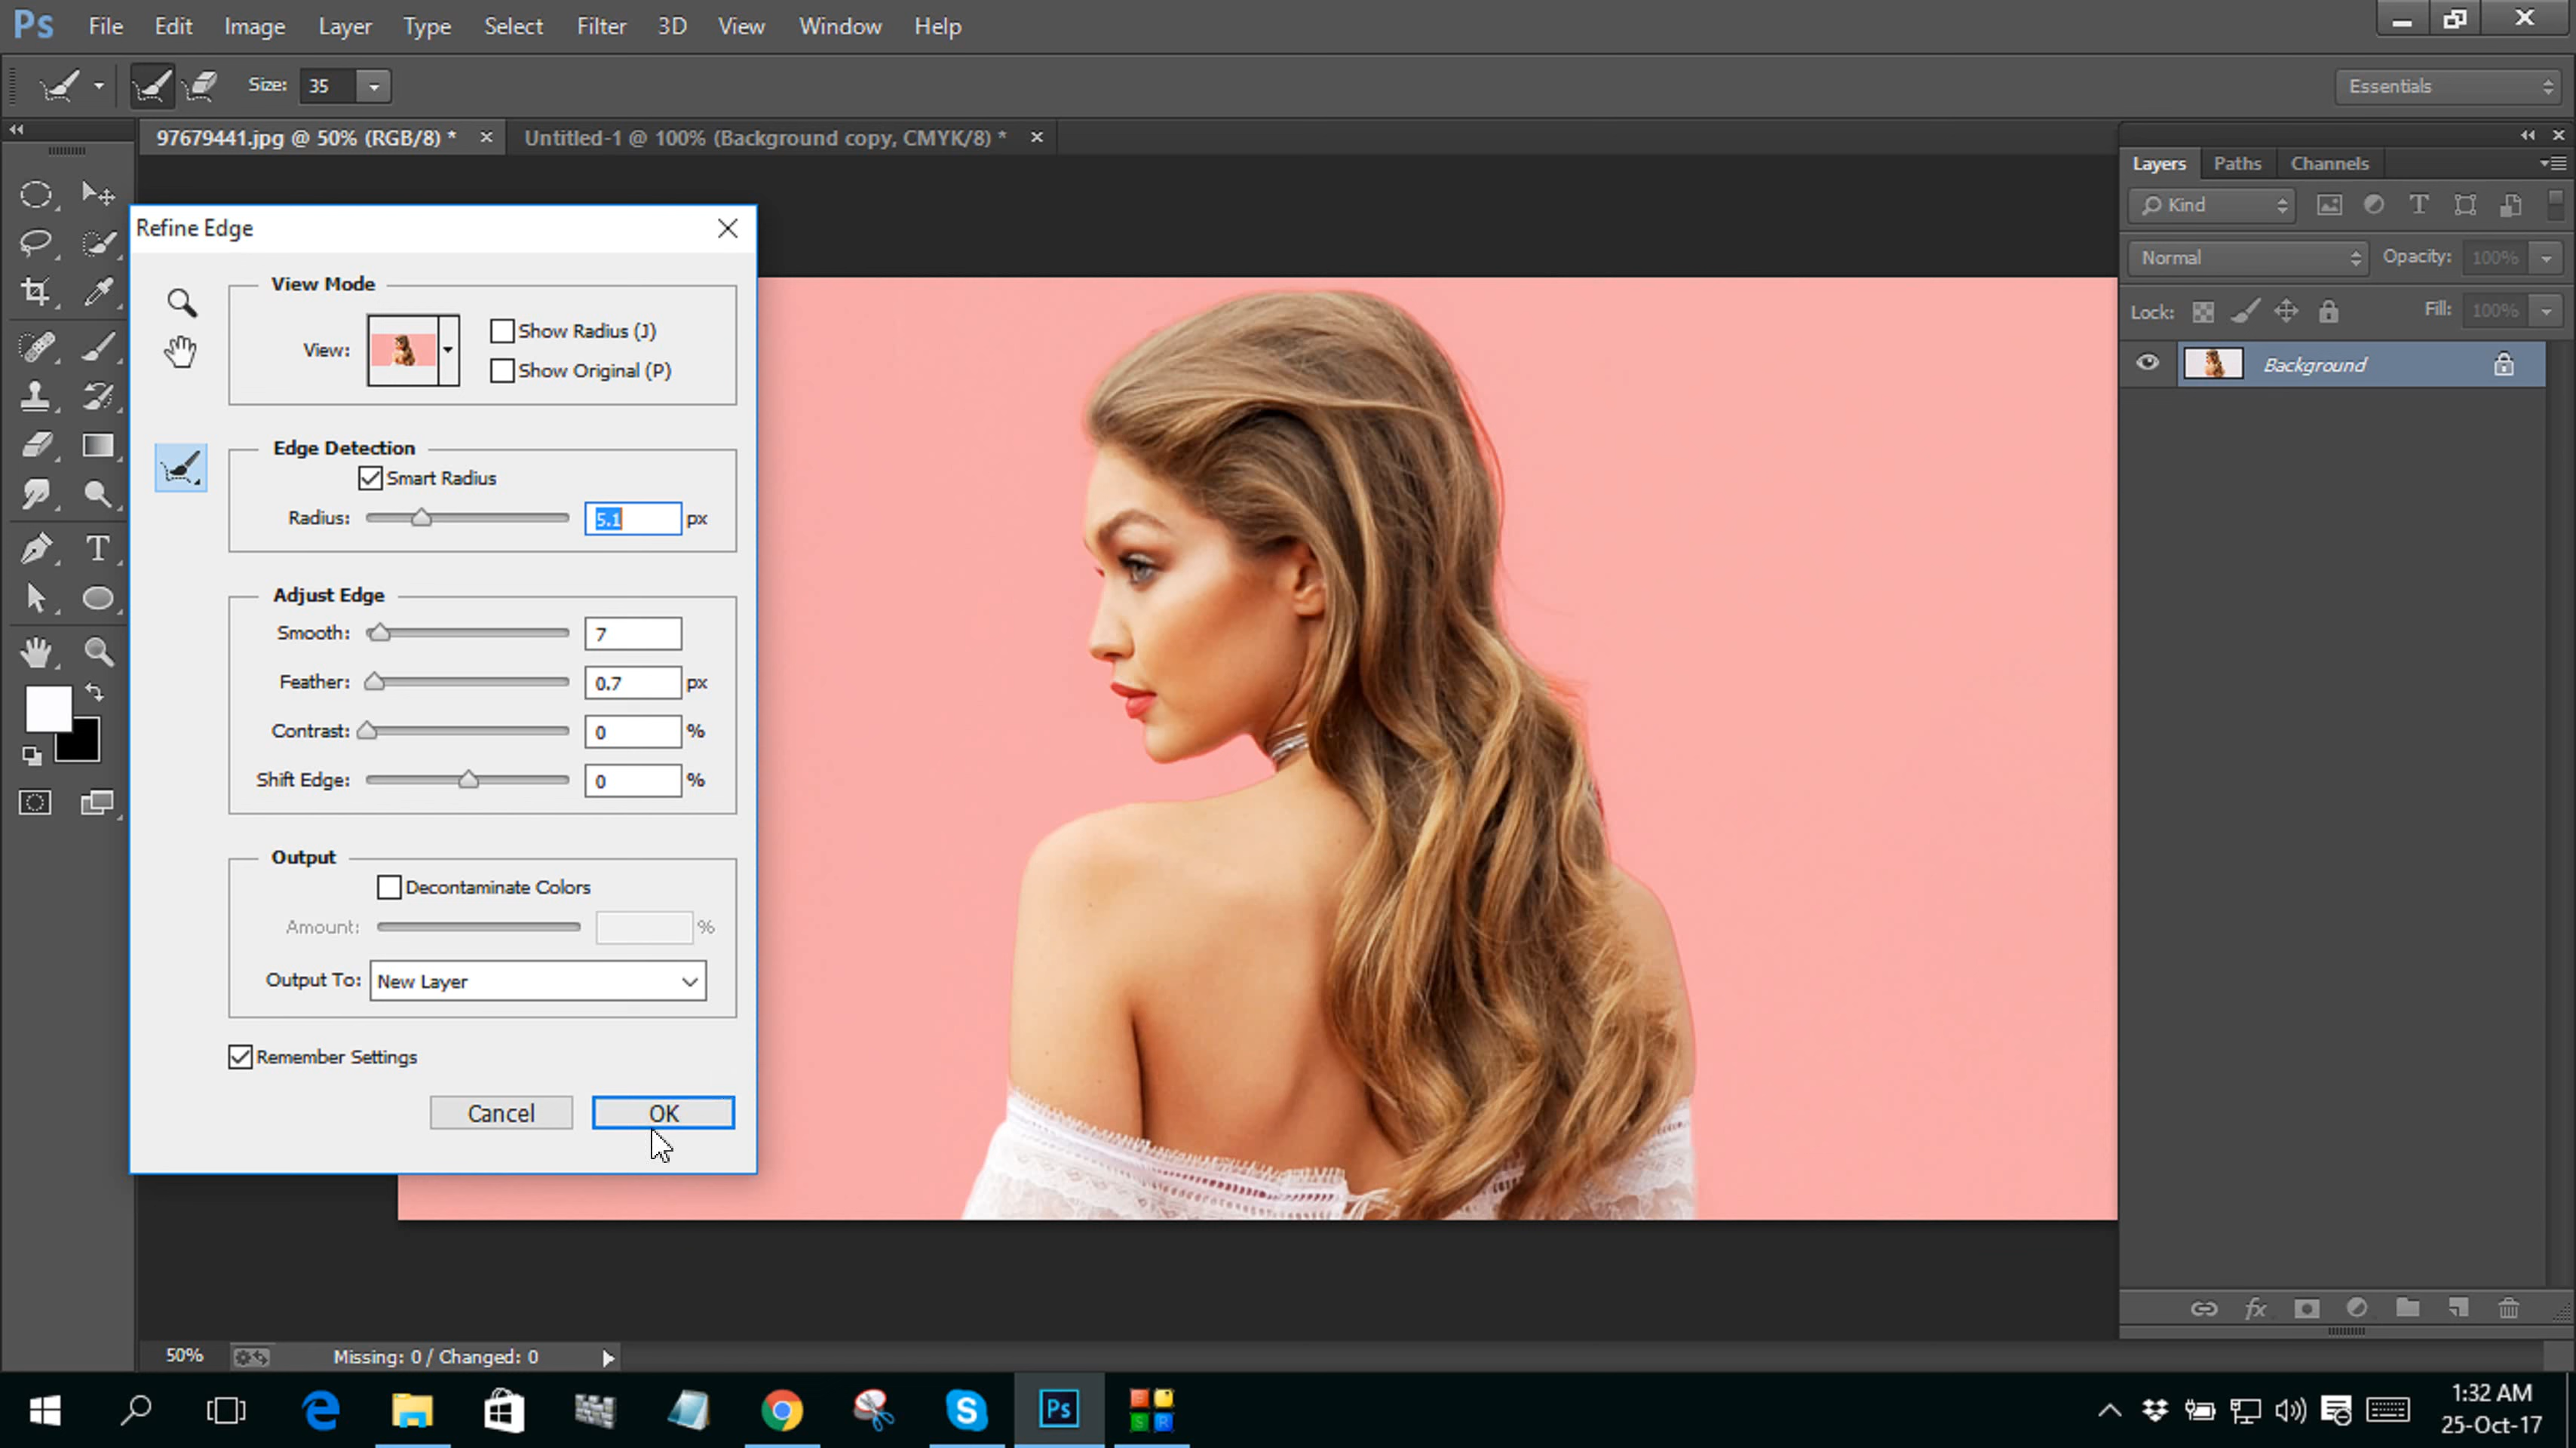 Ps File Edit Image Layer Type Select Filter 3D View Window Help
Size: 35 Essentials
97679441.jpg @ 50% (RGB/8) * Untitled-1 @ 100% (Background copy, CMYK/8) *
Layers Paths Channels
Kind
Normal Opacity: 100%
Lock: Fill: 100%
Background
Refine Edge
View Mode
View:
Show Radius (J)
Show Original (P)
Edge Detection
Smart Radius
Radius: 5.1 px
Adjust Edge
Smooth: 7
Feather: 0.7 px
Contrast: 0 %
Shift Edge: 0 %
Output
Decontaminate Colors
Amount: %
Output To: New Layer
Remember Settings
Cancel OK
50% Missing: 0 / Changed: 0
1:32 AM
25-Oct-17